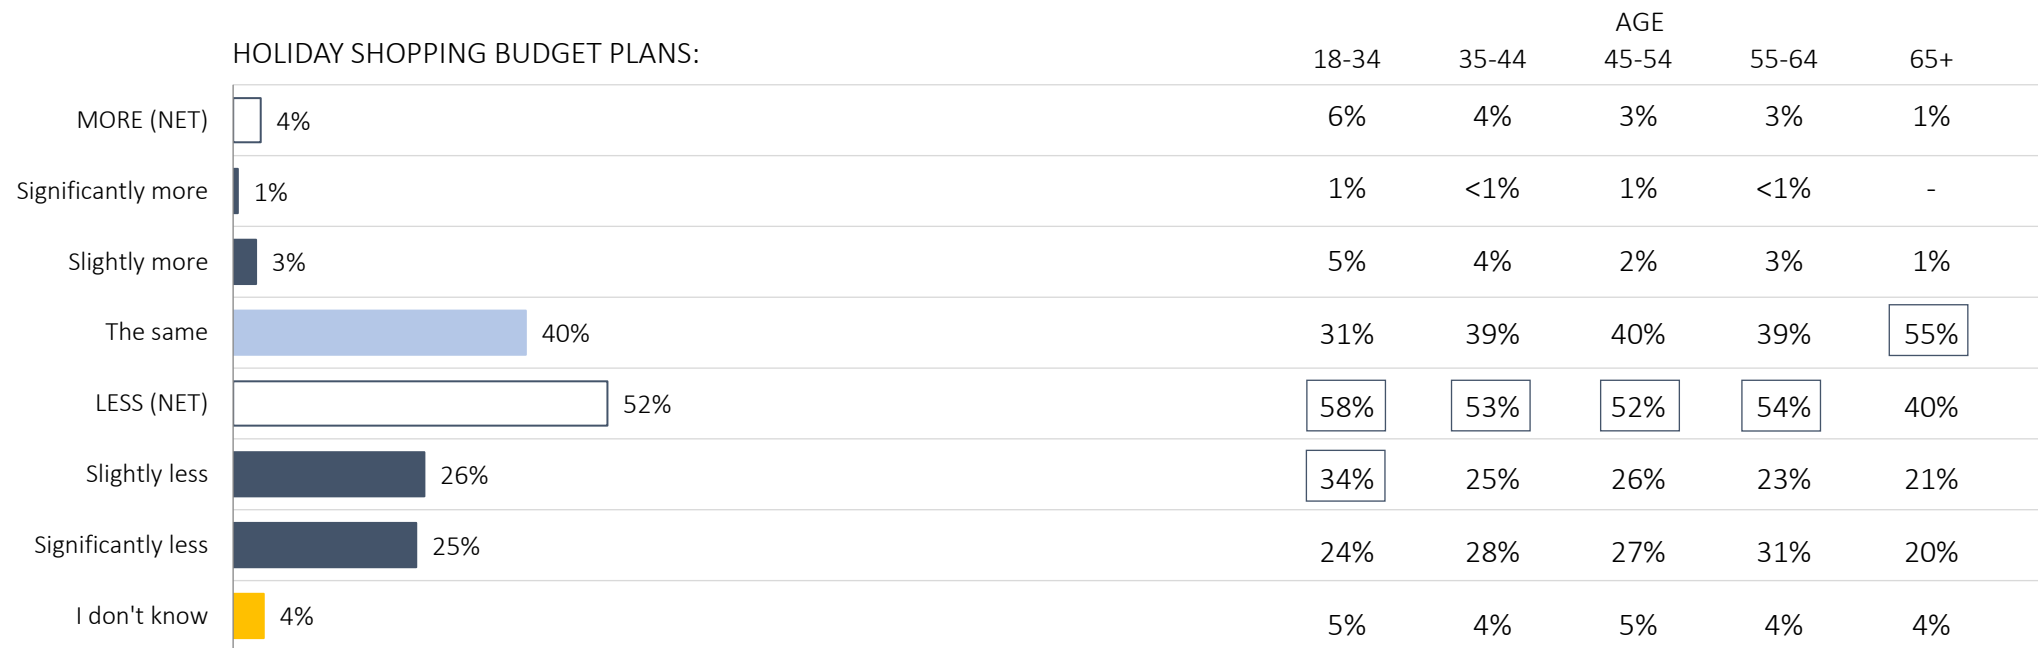 AGE
HOLIDAY SHOPPING BUDGET PLANS: 18-34 35-44 45-54 55-64 65+
MORE (NET) 4% 6% 4% 3% 3% 1%
Significantly more 1% 1% <1% 1% <1% -
Slightly more 3% 5% 4% 2% 3% 1%
The same 40% 31% 39% 40% 39% 55%
LESS (NET) 52% 58% 53% 52% 54% 40%
Slightly less 26% 34% 25% 26% 23% 21%
Significantly less 25% 24% 28% 27% 31% 20%
I don't know 4% 5% 4% 5% 4% 4%